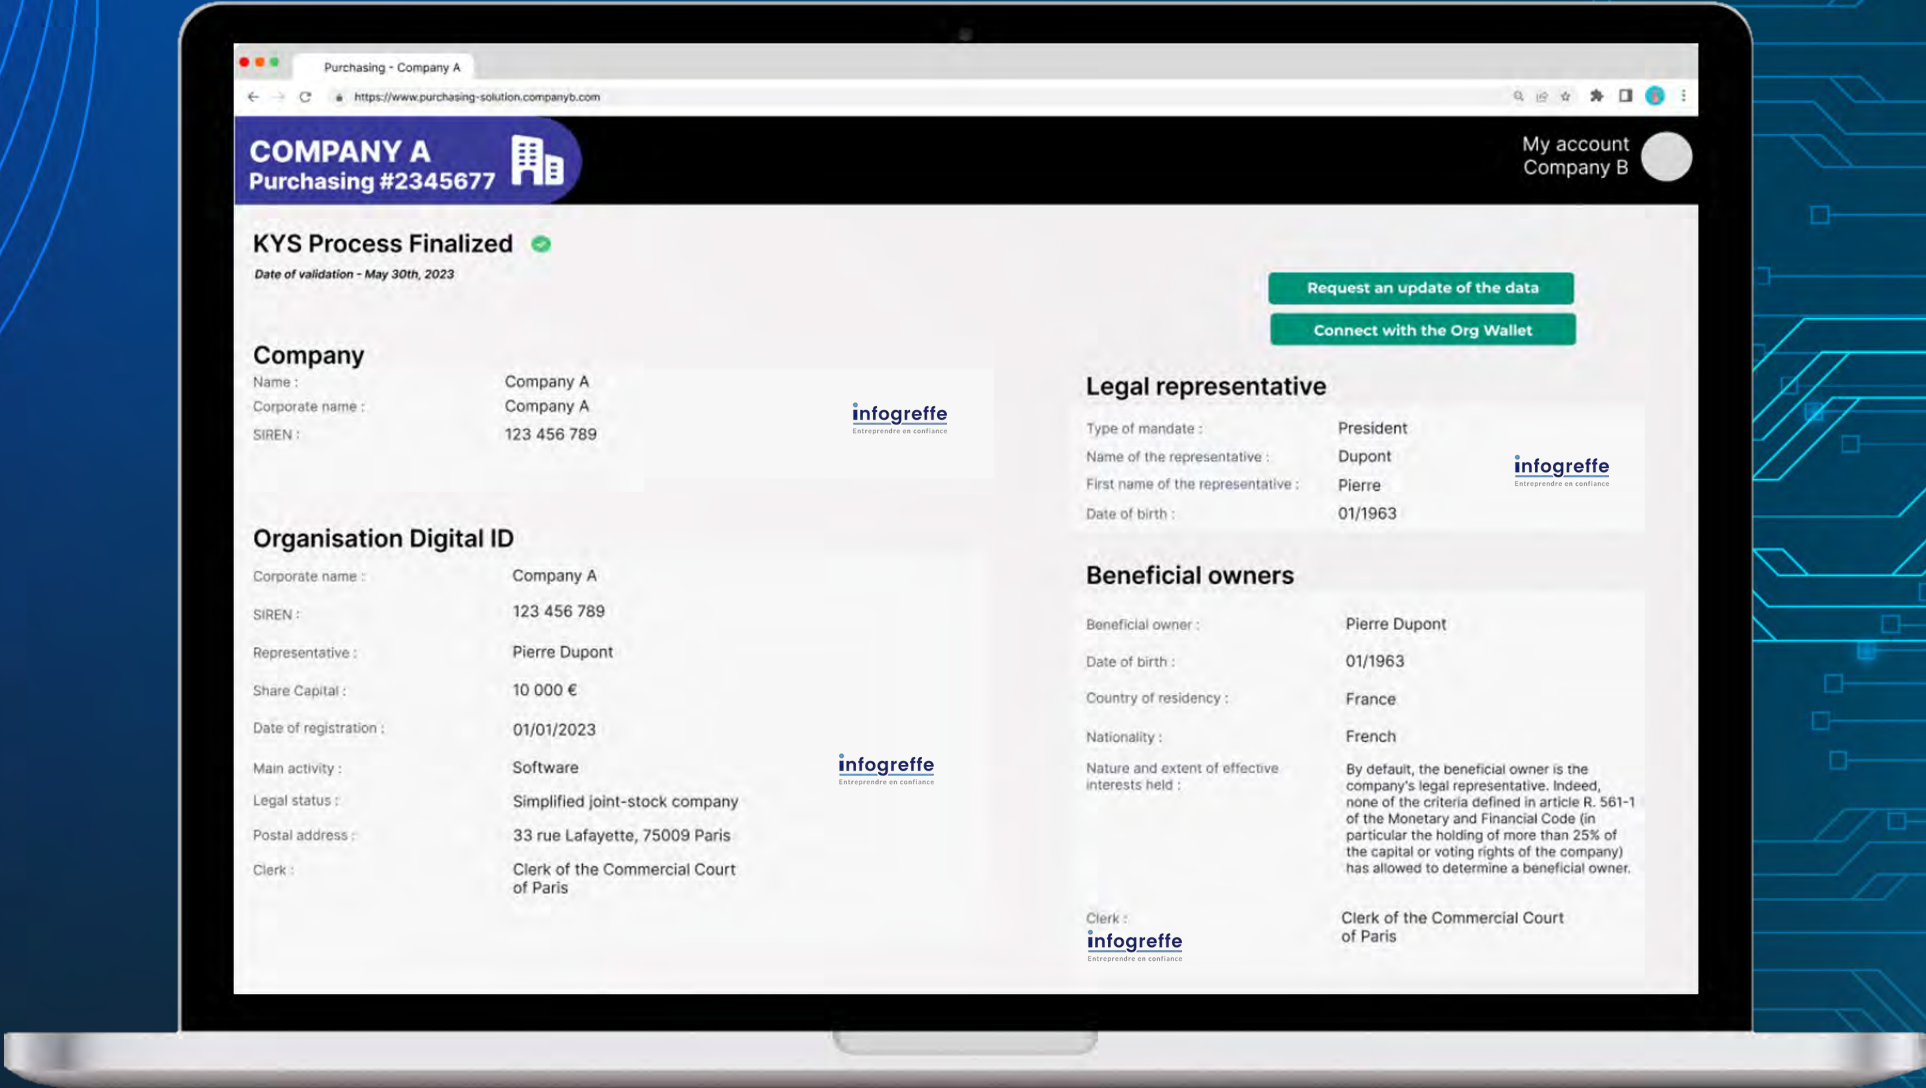 Purchasing - Company A
https://www.purchasing-solution.companyb.com
COMPANY A
Purchasing #2345677
My account
Company B
KYS Process Finalized
Date of validation - May 30th, 2023
Request an update of the data
Connect with the Org Wallet
Company
Name : Company A
Corporate name : Company A
SIREN : 123 456 789
infogreffe
Entreprendre en confiance
Organisation Digital ID
Corporate name : Company A
SIREN : 123 456 789
Representative : Pierre Dupont
Share Capital : 10 000 €
Date of registration : 01/01/2023
Main activity : Software
Legal status : Simplified joint-stock company
Postal address : 33 rue Lafayette, 75009 Paris
Clerk : Clerk of the Commercial Court
of Paris
infogreffe
Entreprendre en confiance
Legal representative
Type of mandate : President
Name of the representative : Dupont
First name of the representative : Pierre
Date of birth : 01/1963
infogreffe
Entreprendre en confiance
Beneficial owners
Beneficial owner : Pierre Dupont
Date of birth : 01/1963
Country of residency : France
Nationality : French
Nature and extent of effective
interests held :
By default, the beneficial owner is the
company's legal representative. Indeed,
none of the criteria defined in article R. 561-1
of the Monetary and Financial Code (in
particular the holding of more than 25% of
the capital or voting rights of the company)
has allowed to determine a beneficial owner.
Clerk : Clerk of the Commercial Court
of Paris
infogreffe
Entreprendre en confiance